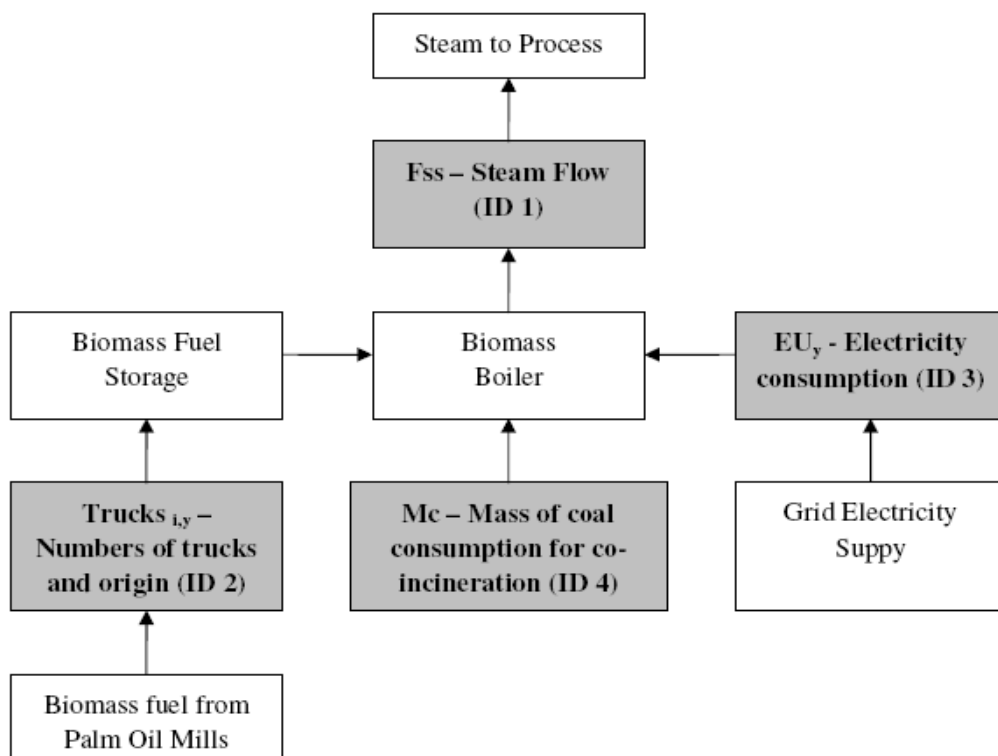 Steam to Process
Fss – Steam Flow
(ID 1)
Biomass Fuel
Storage
Biomass
Boiler
EUy - Electricity
consumption (ID 3)
Trucks i,y –
Numbers of trucks
and origin (ID 2)
Mc – Mass of coal
consumption for co-
incineration (ID 4)
Grid Electricity
Suppy
Biomass fuel from
Palm Oil Mills